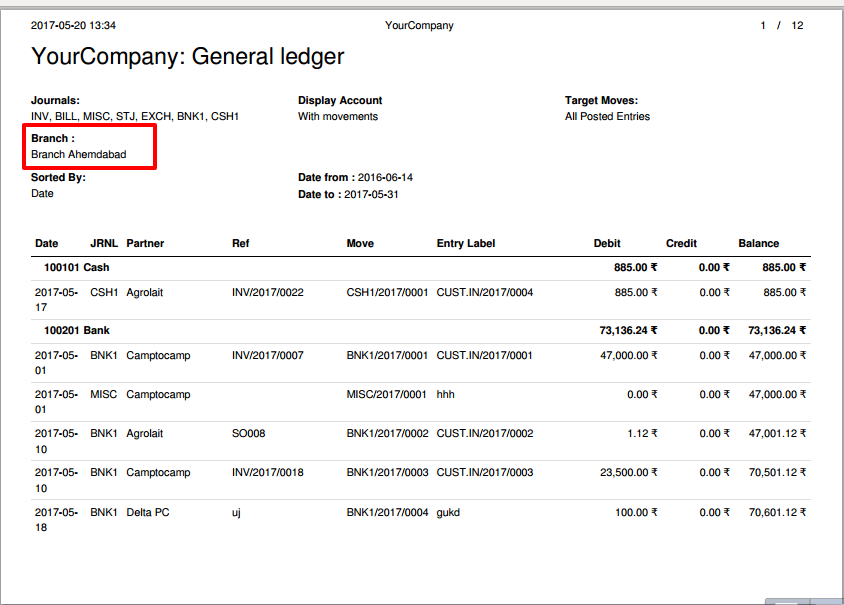 2017-05-20 13:34 YourCompany 1 / 12
YourCompany: General ledger
Journals: Display Account Target Moves:
INV, BILL, MISC, STJ, EXCH, BNK1, CSH1 With movements All Posted Entries
Branch :
Branch Ahemdabad
Sorted By: Date from : 2016-06-14
Date Date to : 2017-05-31
Date JRNL Partner Ref Move Entry Label Debit Credit Balance
100101 Cash 885.00 ₹ 0.00 ₹ 885.00 ₹
2017-05- CSH1 Agrolait INV/2017/0022 CSH1/2017/0001 CUST.IN/2017/0004 885.00 ₹ 0.00 ₹ 885.00 ₹
17
100201 Bank 73,136.24 ₹ 0.00 ₹ 73,136.24 ₹
2017-05- BNK1 Camptocamp INV/2017/0007 BNK1/2017/0001 CUST.IN/2017/0001 47,000.00 ₹ 0.00 ₹ 47,000.00 ₹
01
2017-05- MISC Camptocamp MISC/2017/0001 hhh 0.00 ₹ 0.00 ₹ 47,000.00 ₹
01
2017-05- BNK1 Agrolait SO008 BNK1/2017/0002 CUST.IN/2017/0002 1.12 ₹ 0.00 ₹ 47,001.12 ₹
10
2017-05- BNK1 Camptocamp INV/2017/0018 BNK1/2017/0003 CUST.IN/2017/0003 23,500.00 ₹ 0.00 ₹ 70,501.12 ₹
10
2017-05- BNK1 Delta PC uj BNK1/2017/0004 gukd 100.00 ₹ 0.00 ₹ 70,601.12 ₹
18